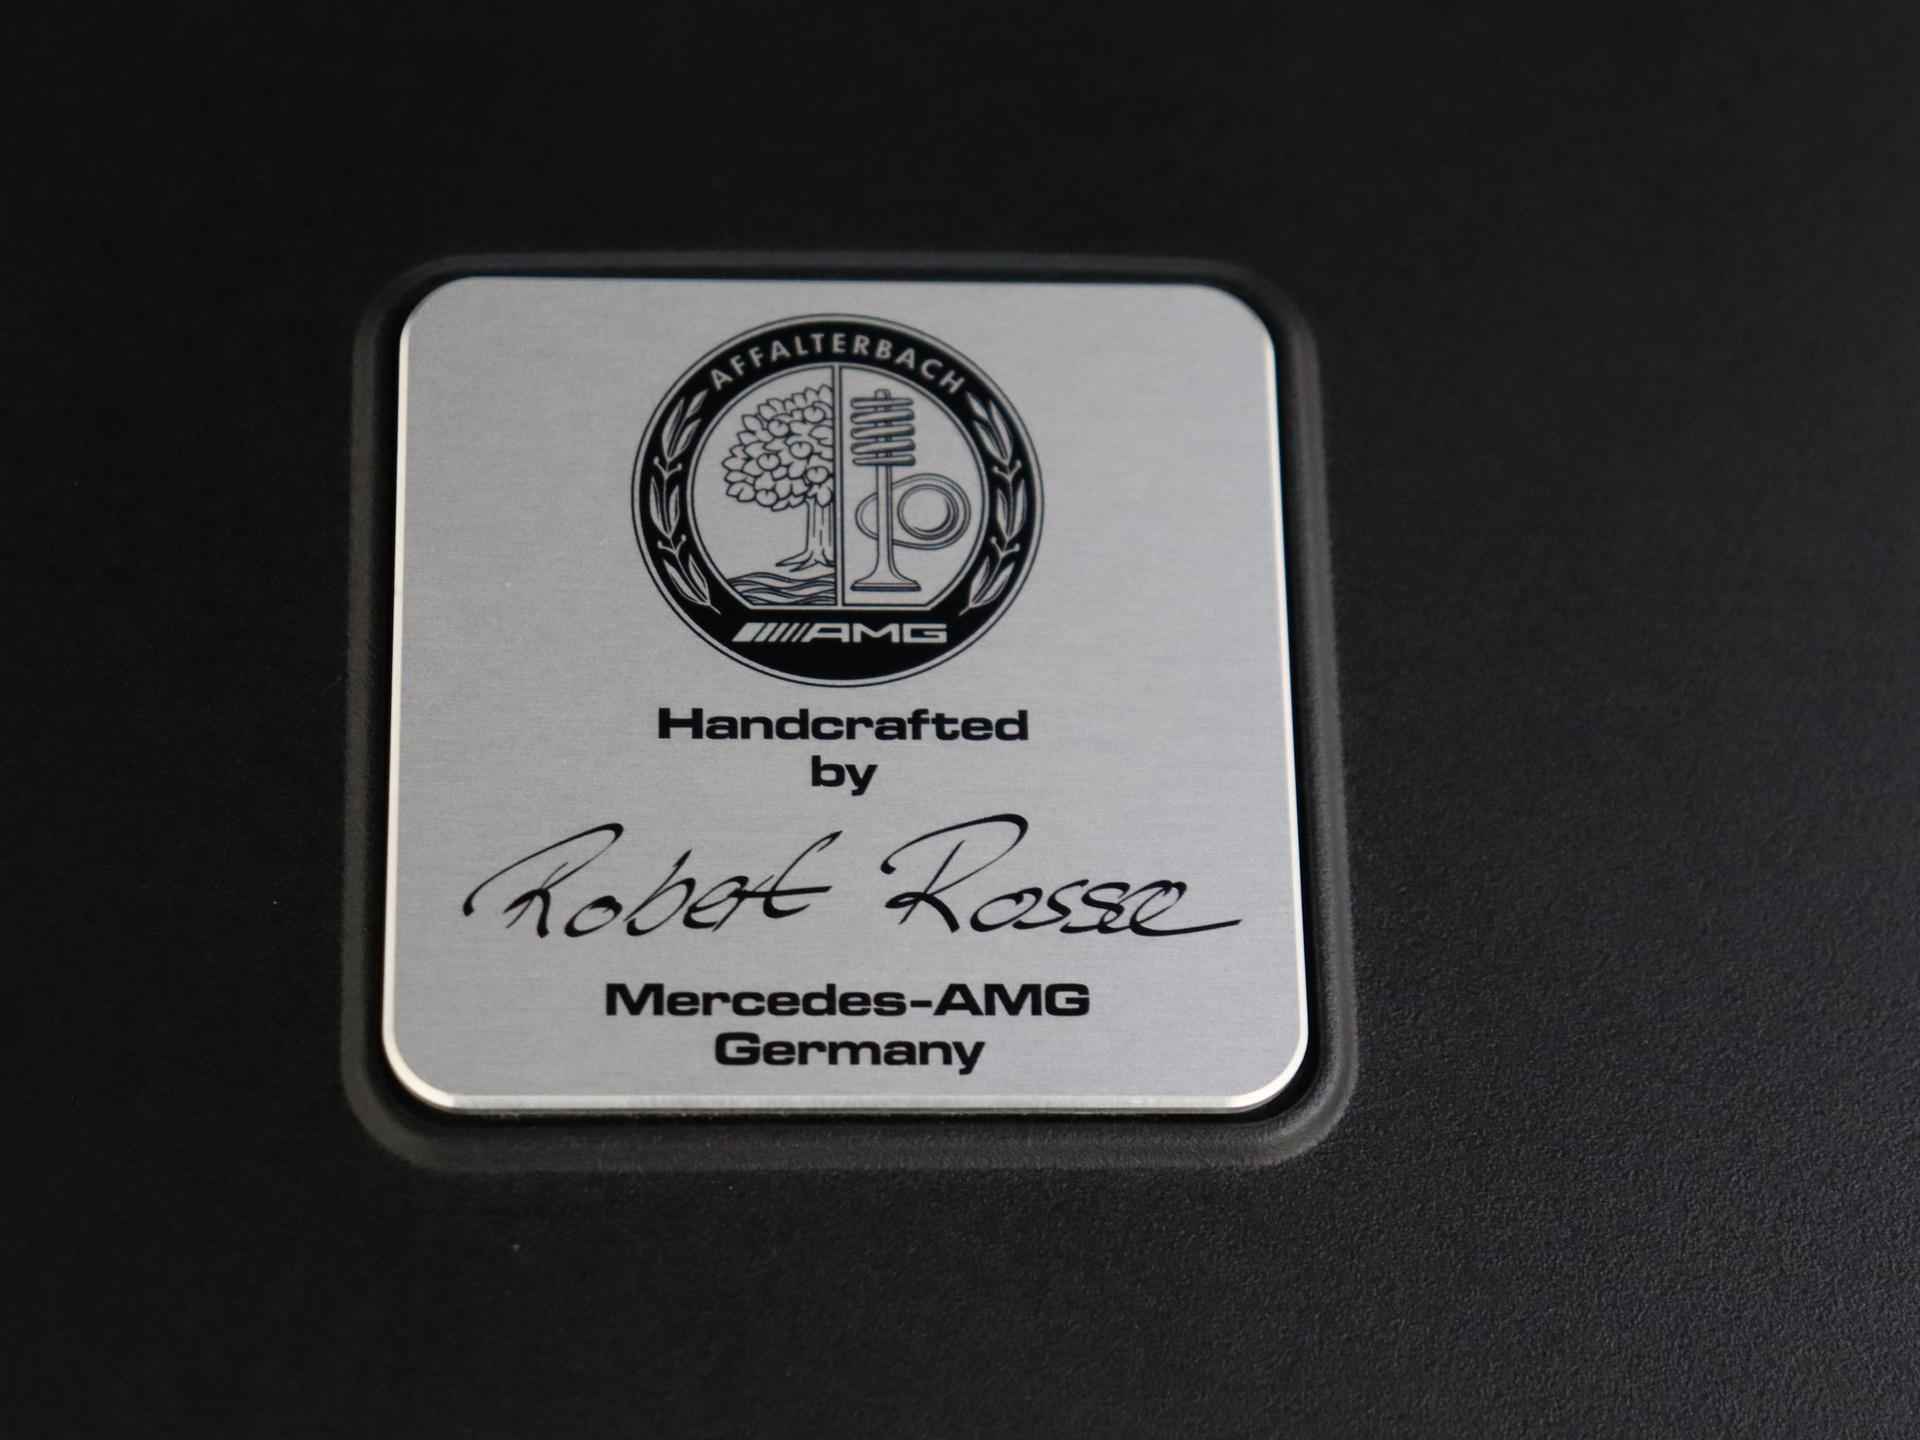 AFFALTERBACH
AMG
Handcrafted
by
Robert Rosse
Mercedes-AMG
Germany